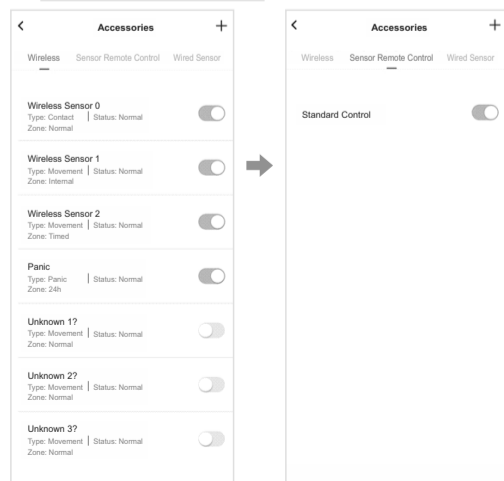 Accessories
Wireless Sensor Remote Control Wired Sensor
Wireless Sensor 0
Type: Contact | Status: Normal
Zone: Normal
Wireless Sensor 1
Type: Movement | Status: Normal
Zone: Internal
Wireless Sensor 2
Type: Movement | Status: Normal
Zone: Timed
Panic
Type: Panic | Status: Normal
Zone: 24h
Unknown 1?
Type: Movement | Status: Normal
Zone: Normal
Unknown 2?
Type: Movement | Status: Normal
Zone: Normal
Unknown 3?
Type: Movement | Status: Normal
Zone: Normal
Accessories
Wireless Sensor Remote Control Wired Sensor
Standard Control